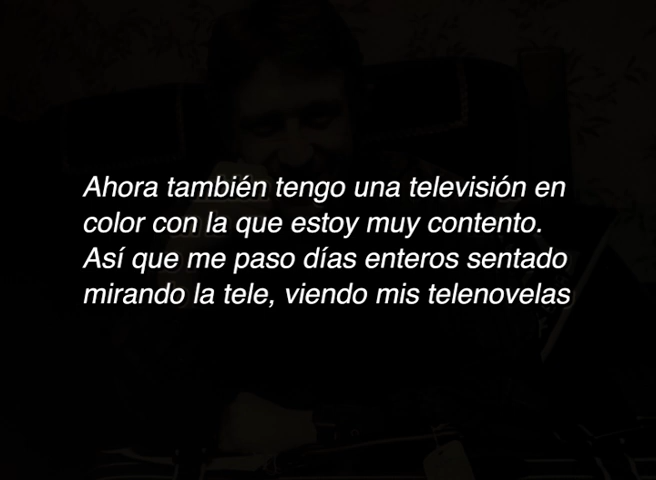 Ahora también tengo una televisión en
color con la que estoy muy contento.
Así que me paso días enteros sentado
mirando la tele, viendo mis telenovelas